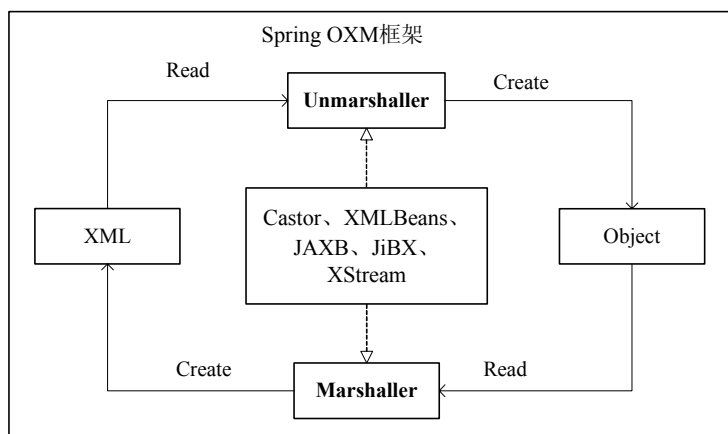 Spring OXM框架
Read
Unmarshaller
Create
XML
Castor、XMLBeans、
JAXB、JiBX、
XStream
Object
Create
Marshaller
Read